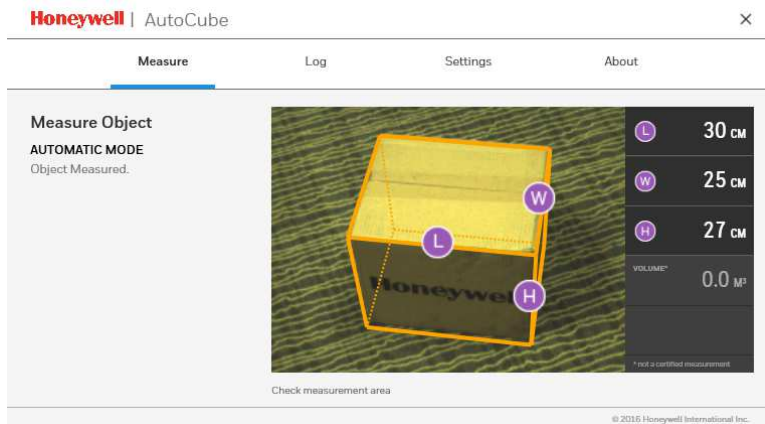 Honeywell | AutoCube
Measure
Log
Settings
About
Measure Object
AUTOMATIC MODE
Object Measured.
W
L
H
Honeywel
L 30 CM
W 25 CM
H 27 CM
VOLUME*
0.0 M³
* not a certified measurement
Check measurement area
© 2016 Honeywell International Inc.